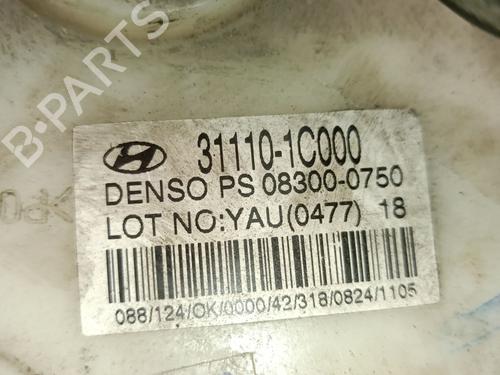 31110-1C000
DENSO PS 08300-0750
LOT NO:YAU(0477) 18
088/124/OK/0000/42/318/0824/1105
B-PARTS